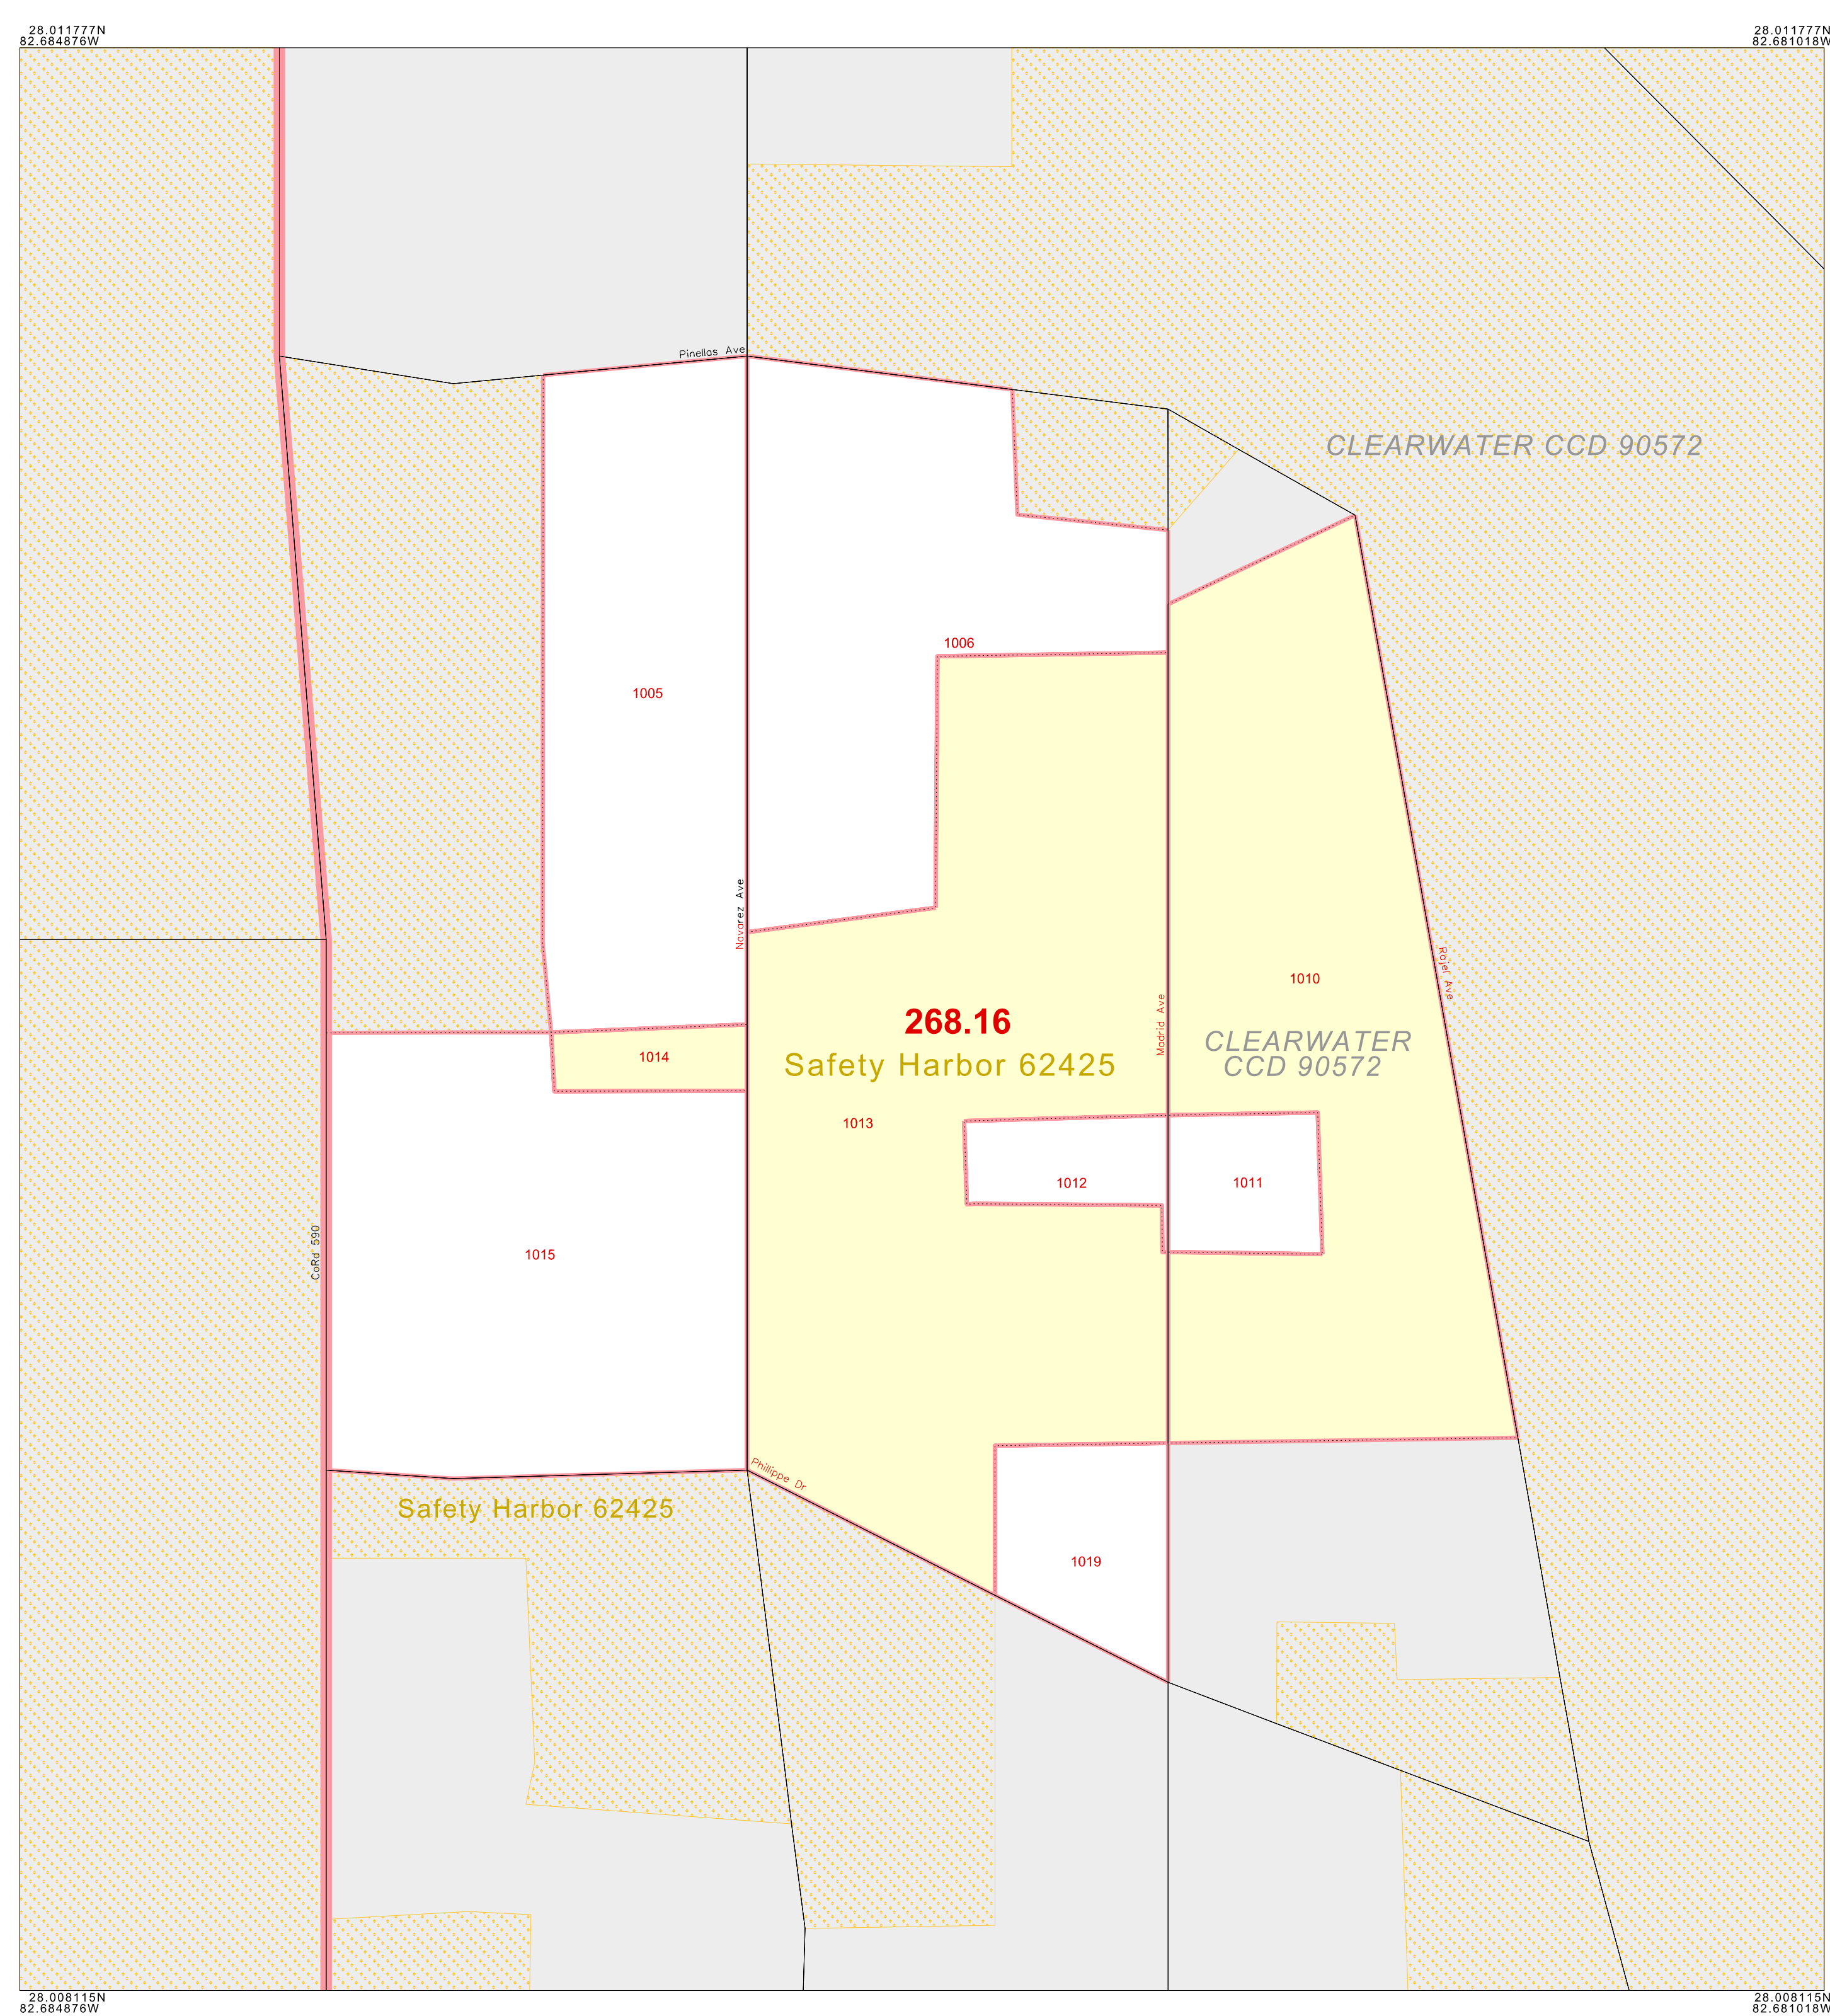 28.011777N
82.684876W
28.011777N
82.681018W
Pinellas Ave
CLEARWATER CCD 90572
1006
1005
Navarez Ave
Rajel Ave
1010
268.16
Madrid Ave
CLEARWATER
CCD 90572
1014
Safety Harbor 62425
1013
1012
1011
CoRd 590
1015
Phillippe Dr
Safety Harbor 62425
1019
28.008115N
82.684876W
28.008115N
82.681018W